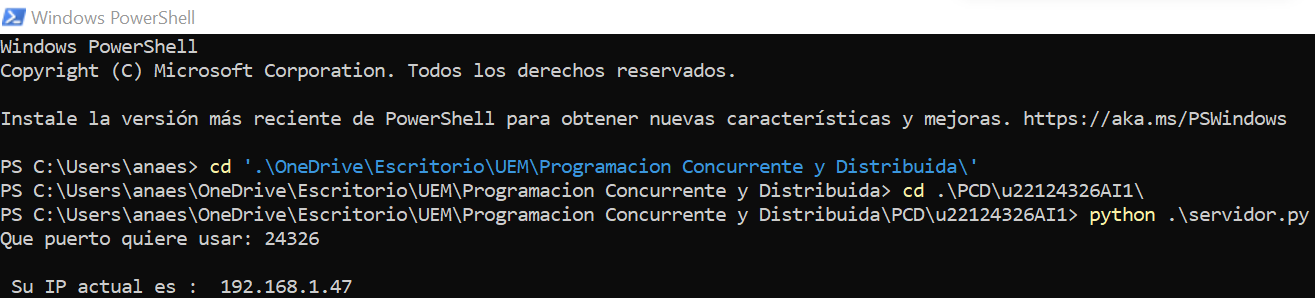 Windows PowerShell
Windows PowerShell
Copyright (C) Microsoft Corporation. Todos los derechos reservados.
Instale la versión más reciente de PowerShell para obtener nuevas características y mejoras. https://aka.ms/PSWindows
PS C:\Users\anaes> cd '.\OneDrive\Escritorio\UEM\Programacion Concurrente y Distribuida\'
PS C:\Users\anaes\OneDrive\Escritorio\UEM\Programacion Concurrente y Distribuida> cd .\PCD\u22124326AI1\
PS C:\Users\anaes\OneDrive\Escritorio\UEM\Programacion Concurrente y Distribuida\PCD\u22124326AI1> python .\servidor.py
Que puerto quiere usar: 24326
Su IP actual es :  192.168.1.47